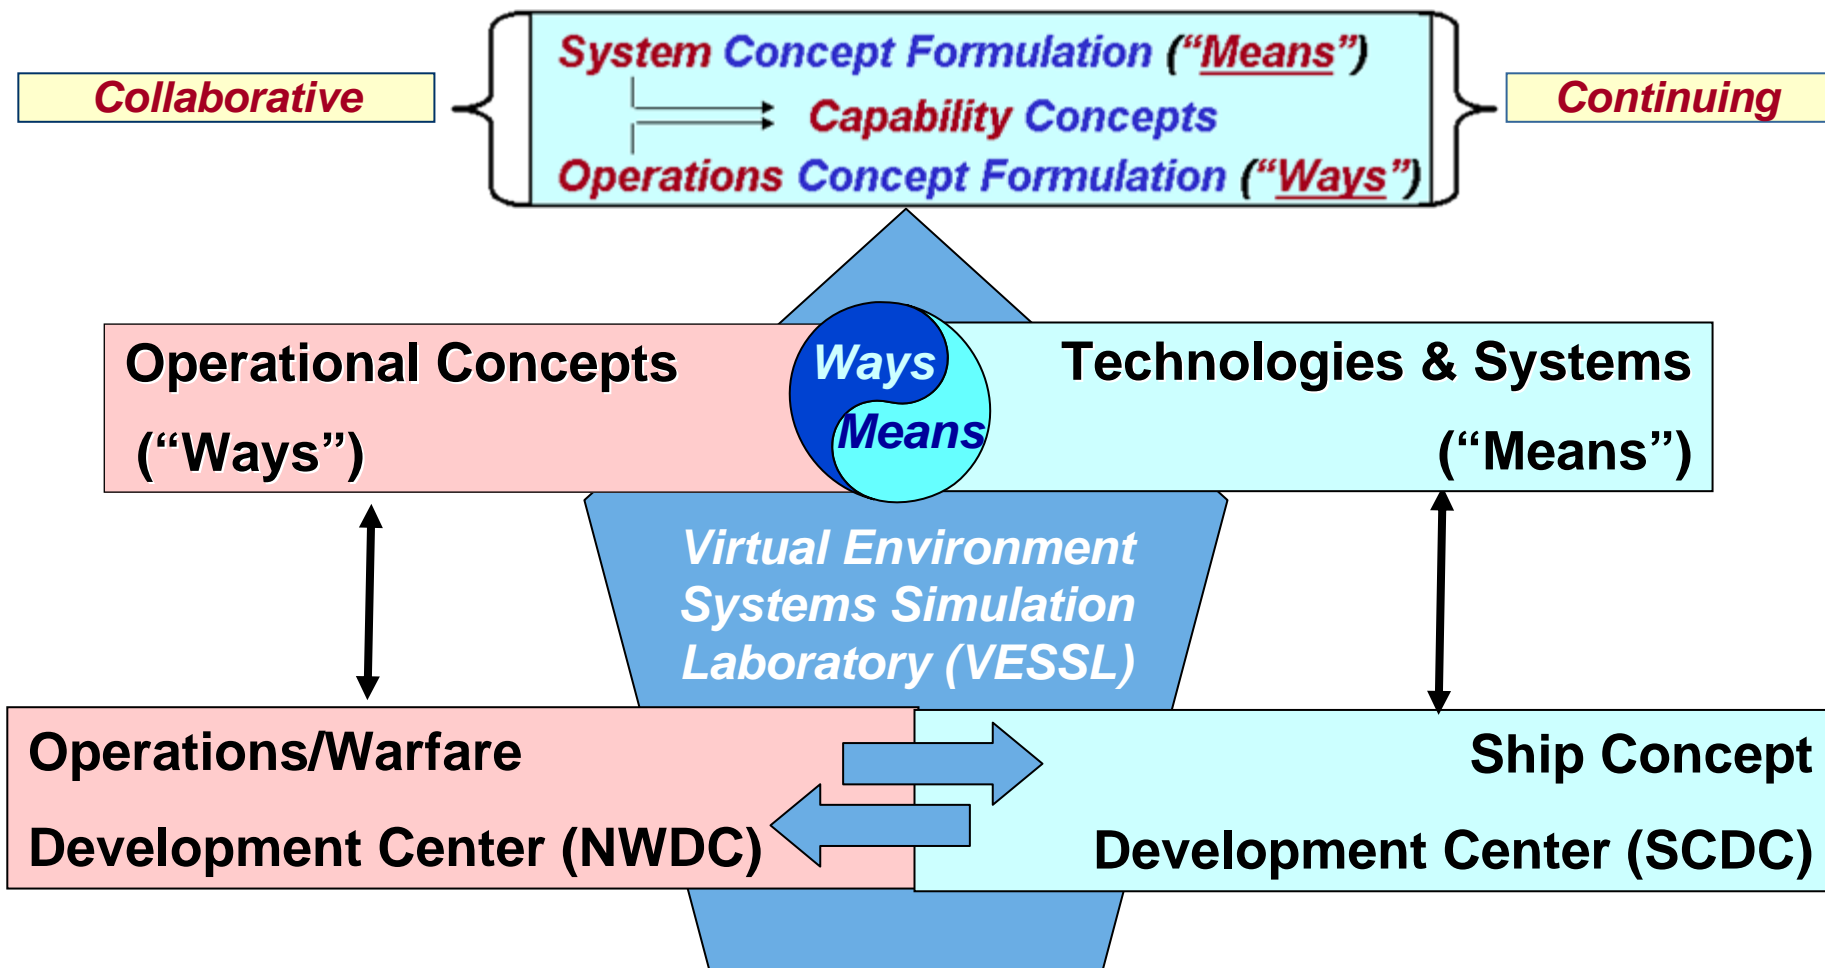 System Concept Formulation (“Means”)
Collaborative
Continuing
Capability Concepts
Operations Concept Formulation (“Ways”)
Operational Concepts
(“Ways”)
Ways
Means
Technologies & Systems
(“Means”)
Virtual Environment
Systems Simulation
Laboratory (VESSL)
Operations/Warfare
Development Center (NWDC)
Ship Concept
Development Center (SCDC)